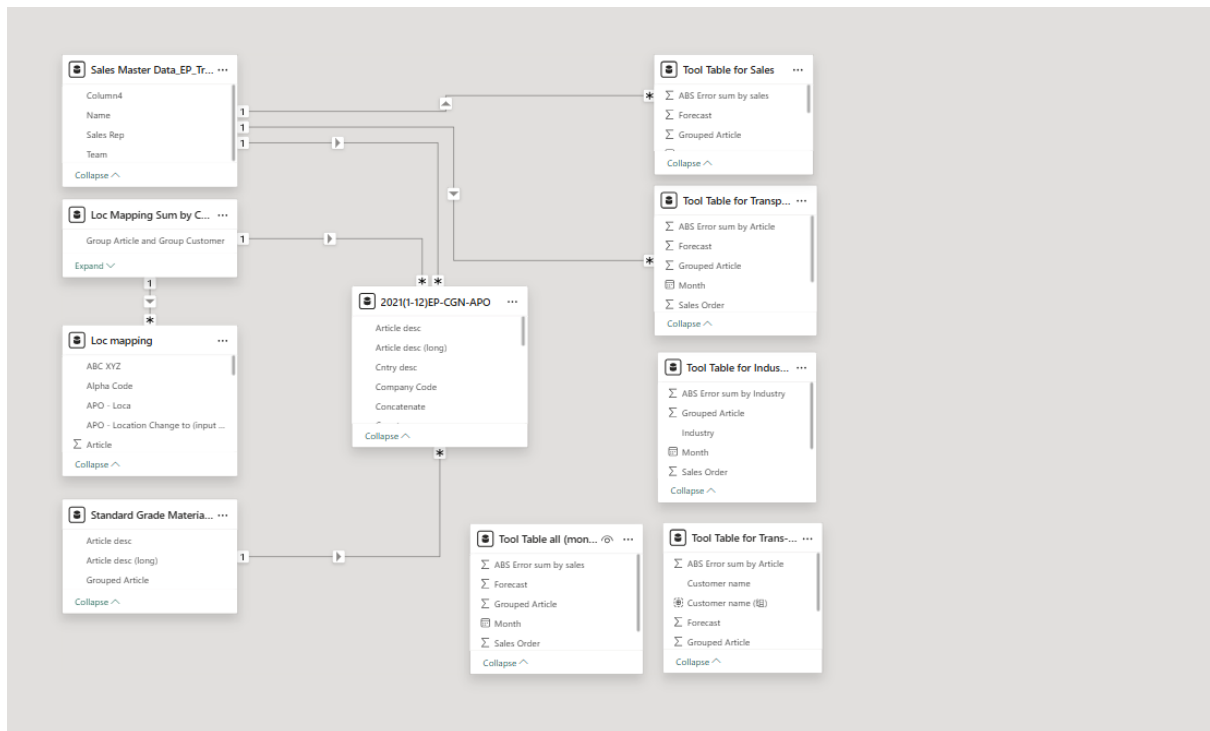 Sales Master Data_EP_Tr...
Column4
Name
Sales Rep
Team
Collapse
1
1
1
Loc Mapping Sum by C...
Group Article and Group Customer
Expand
1
1
*
Loc mapping
ABC XYZ
Alpha Code
APO - Loca
APO - Location Change to (input ...
Article
Collapse
Standard Grade Materia...
Article desc
Article desc (long)
Grouped Article
Collapse
1
* *
2021(1-12)EP-CGN-APO
Article desc
Article desc (long)
Cntry desc
Company Code
Concatenate
Collapse
*
Tool Table for Sales
* ABS Error sum by sales
Forecast
Grouped Article
Collapse
Tool Table for Transp...
ABS Error sum by Article
Forecast
* Grouped Article
Month
Sales Order
Collapse
Tool Table for Indus...
ABS Error sum by Industry
Grouped Article
Industry
Month
Sales Order
Collapse
Tool Table all (mon...
ABS Error sum by sales
Forecast
Grouped Article
Month
Sales Order
Collapse
Tool Table for Trans-...
ABS Error sum by Article
Customer name
Customer name (
Forecast
Grouped Article
Collapse